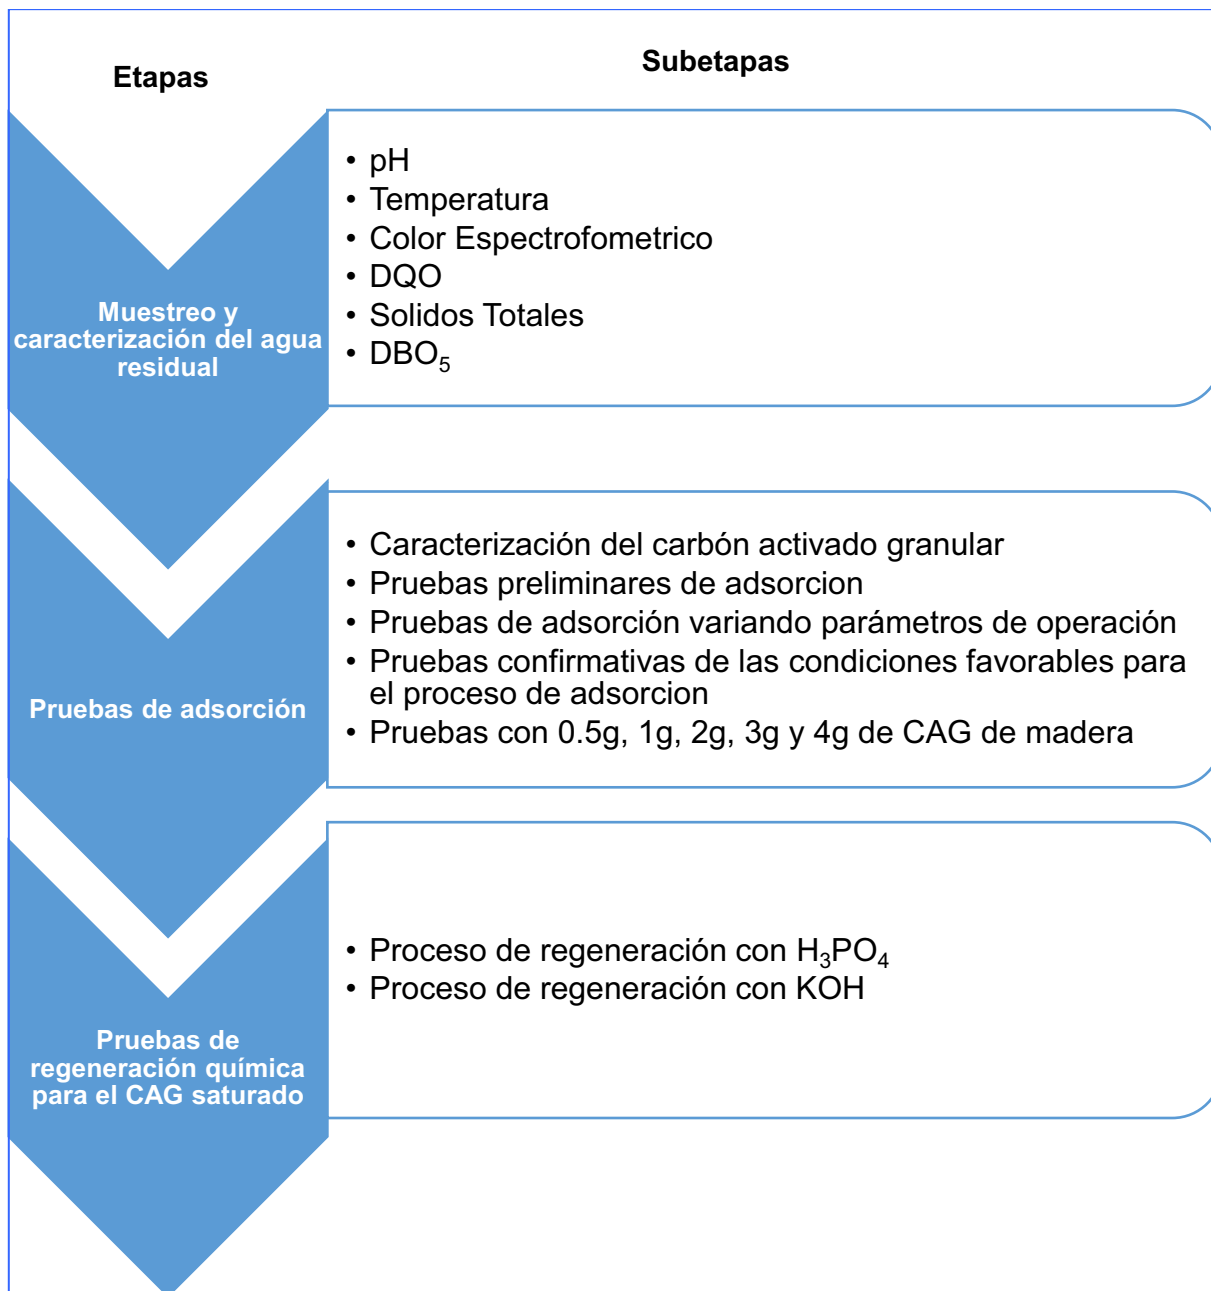 Etapas
Subetapas
Muestreo y
caracterización del agua
residual
• pH
• Temperatura
• Color Espectrofometrico
• DQO
• Solidos Totales
• DBO₅
Pruebas de adsorción
• Caracterización del carbón activado granular
• Pruebas preliminares de adsorcion
• Pruebas de adsorción variando parámetros de operación
• Pruebas confirmativas de las condiciones favorables para
el proceso de adsorcion
• Pruebas con 0.5g, 1g, 2g, 3g y 4g de CAG de madera
Pruebas de
regeneración química
para el CAG saturado
• Proceso de regeneración con H₃PO₄
• Proceso de regeneración con KOH